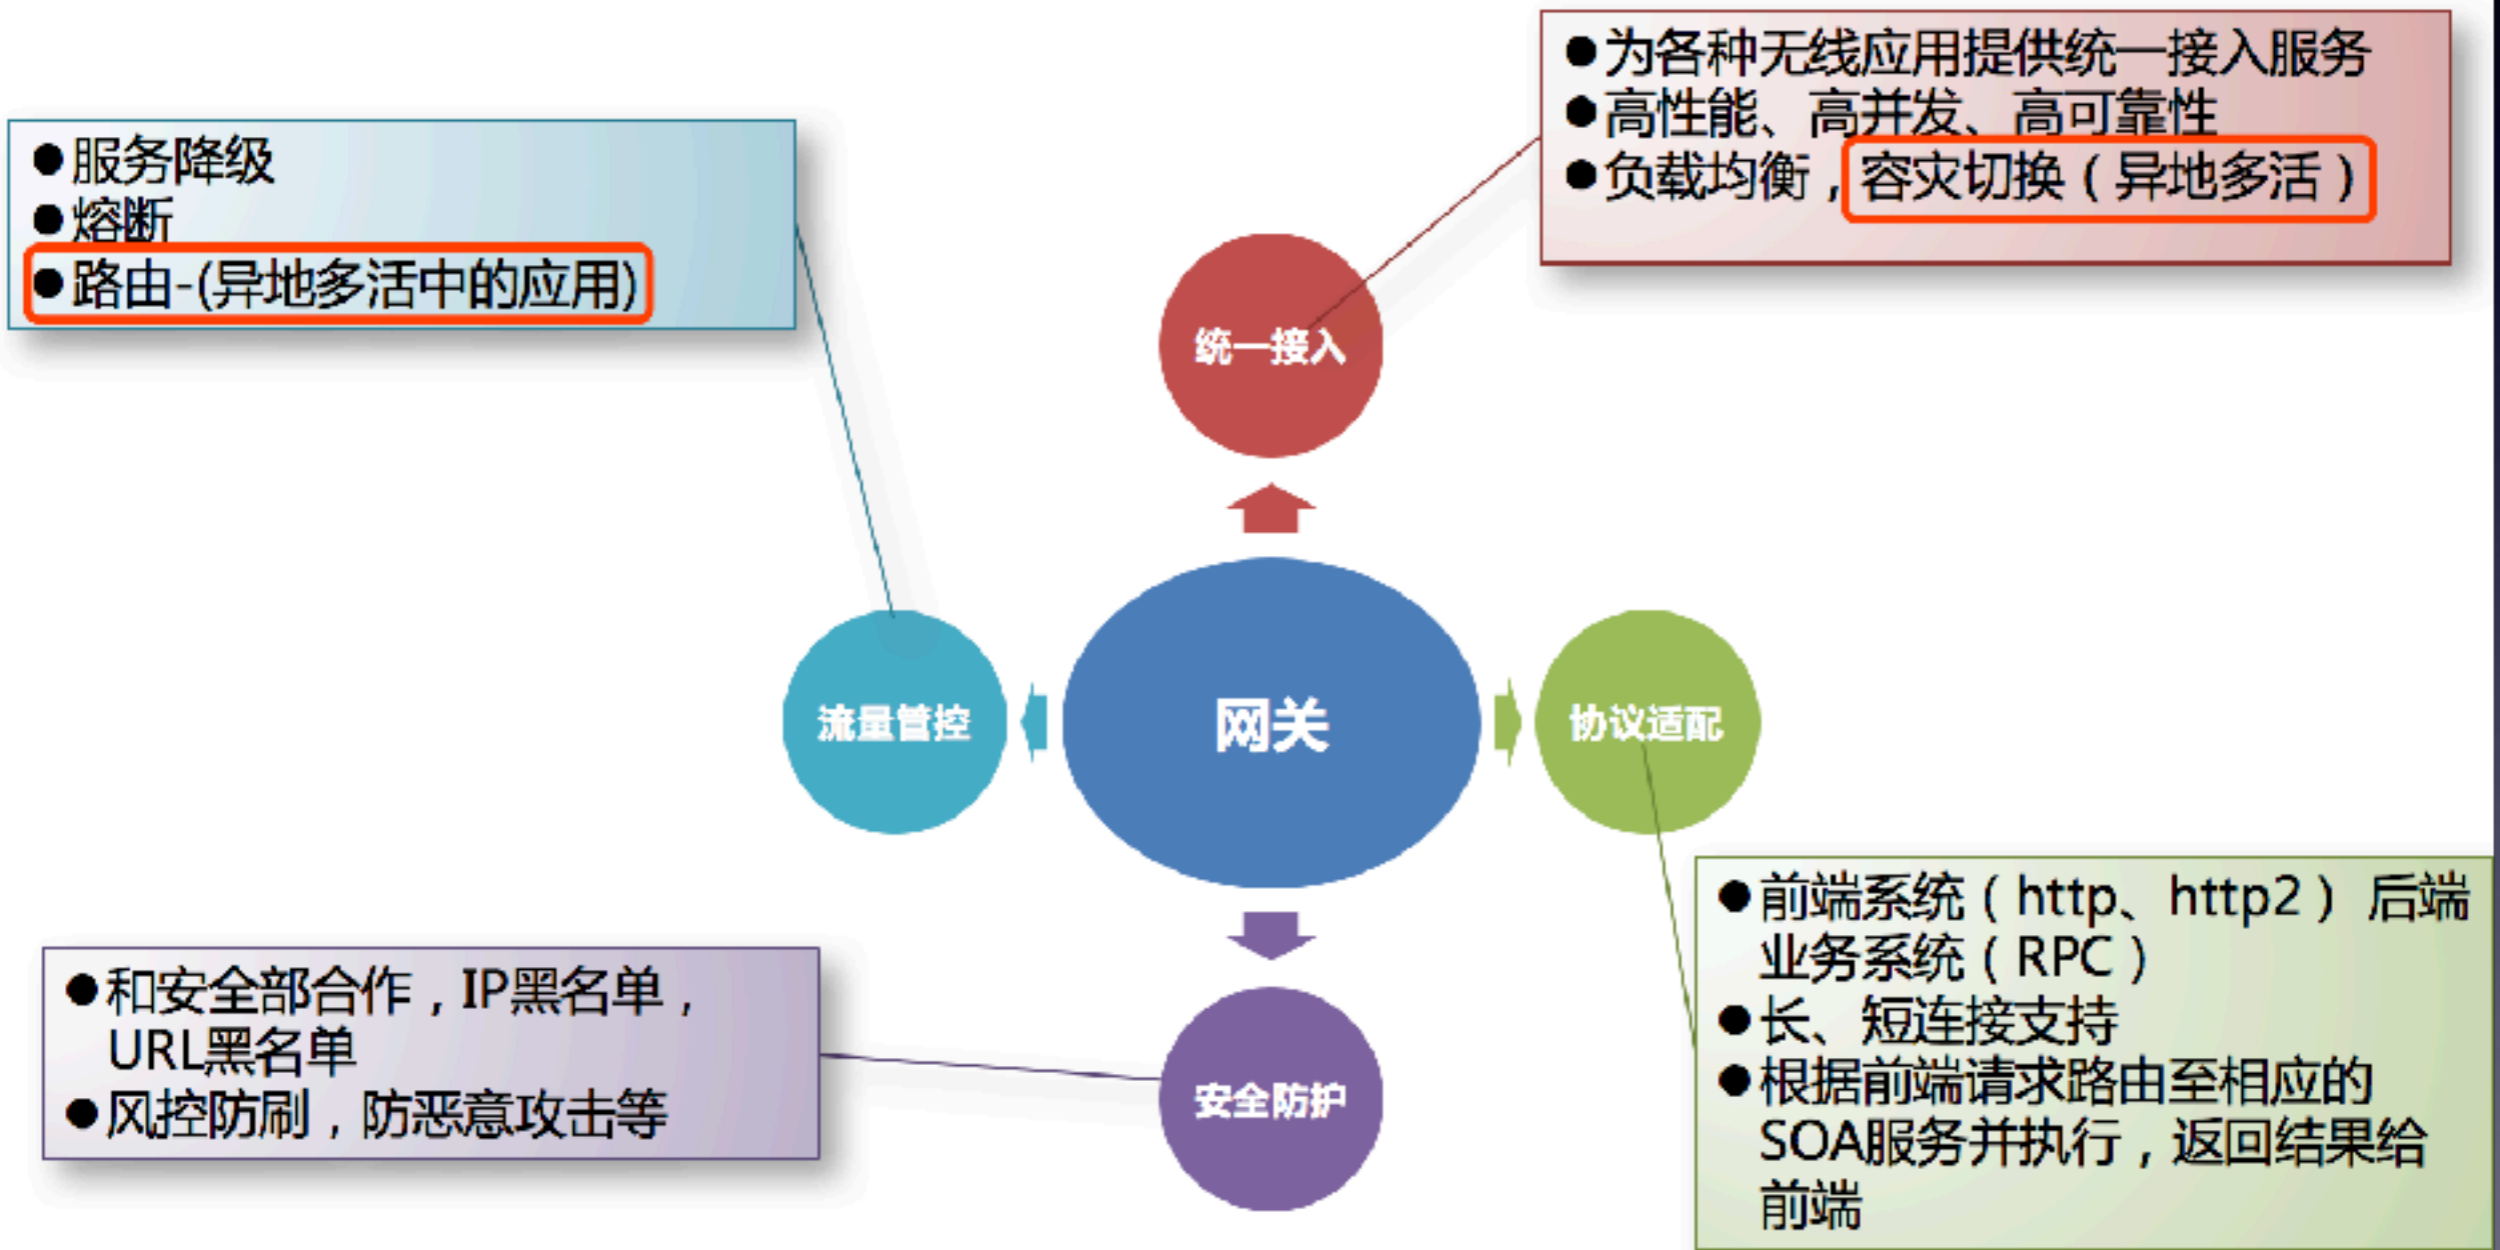 ●为各种无线应用提供统一接入服务
●高性能、高并发、高可靠性
●负载均衡，容灾切换（异地多活）
●服务降级
●熔断
●路由-(异地多活中的应用)
统一接入
流量管控
网关
协议适配
●前端系统（http、http2） 后端
业务系统（RPC）
●长、短连接支持
●根据前端请求路由至相应的
SOA服务并执行，返回结果给
前端
●和安全部合作，IP黑名单，
URL黑名单
●风控防刷，防恶意攻击等
安全防护